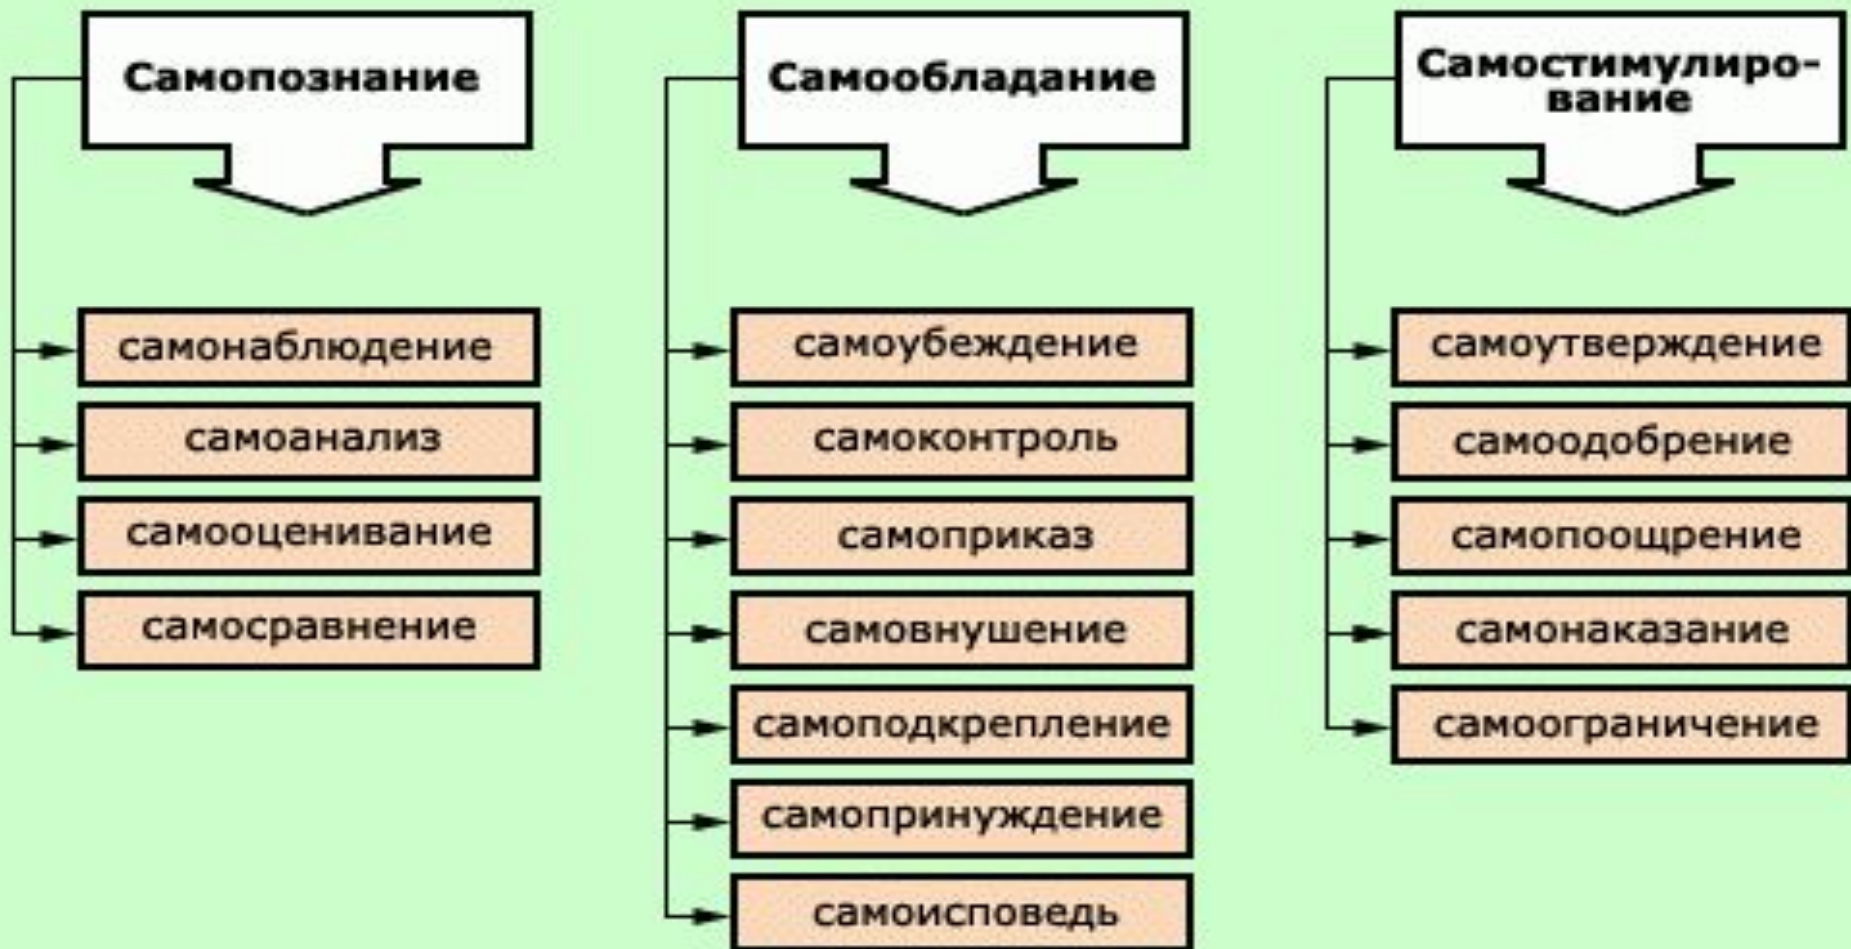 Самопознание
самонаблюдение
самоанализ
самооценивание
самосравнение
Самообладание
самоубеждение
самоконтроль
самоприказ
самовнушение
самоподкрепление
самопринуждение
самоисповедь
Самостимулиро-
вание
самоутверждение
самоодобрение
самопоощрение
самонаказание
самоограничение